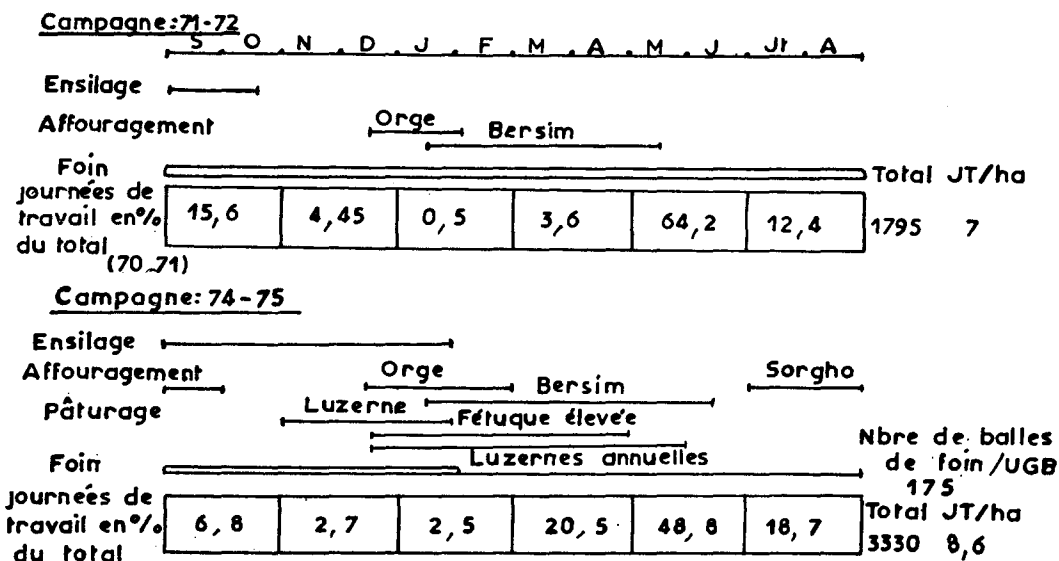 Campagne:71-72
S O N D J F M A M J Jt A
Ensilage
Affouragement Orge Bersim
Foin Total JT/ha
journées de travail en% du total 15,6 4,45 0,5 3,6 64,2 12,4 1795 7
(70-71)
Campagne: 74-75
Ensilage
Affouragement Orge Bersim Sorgho
Pâturage Luzerne Fétuque élevée
Luzernes annuelles
Foin
Nbre de balles
de foin /UGB
175
journées de travail en% du total 6,8 2,7 2,5 20,5 48,8 18,7
Total JT/ha
3330 8,6